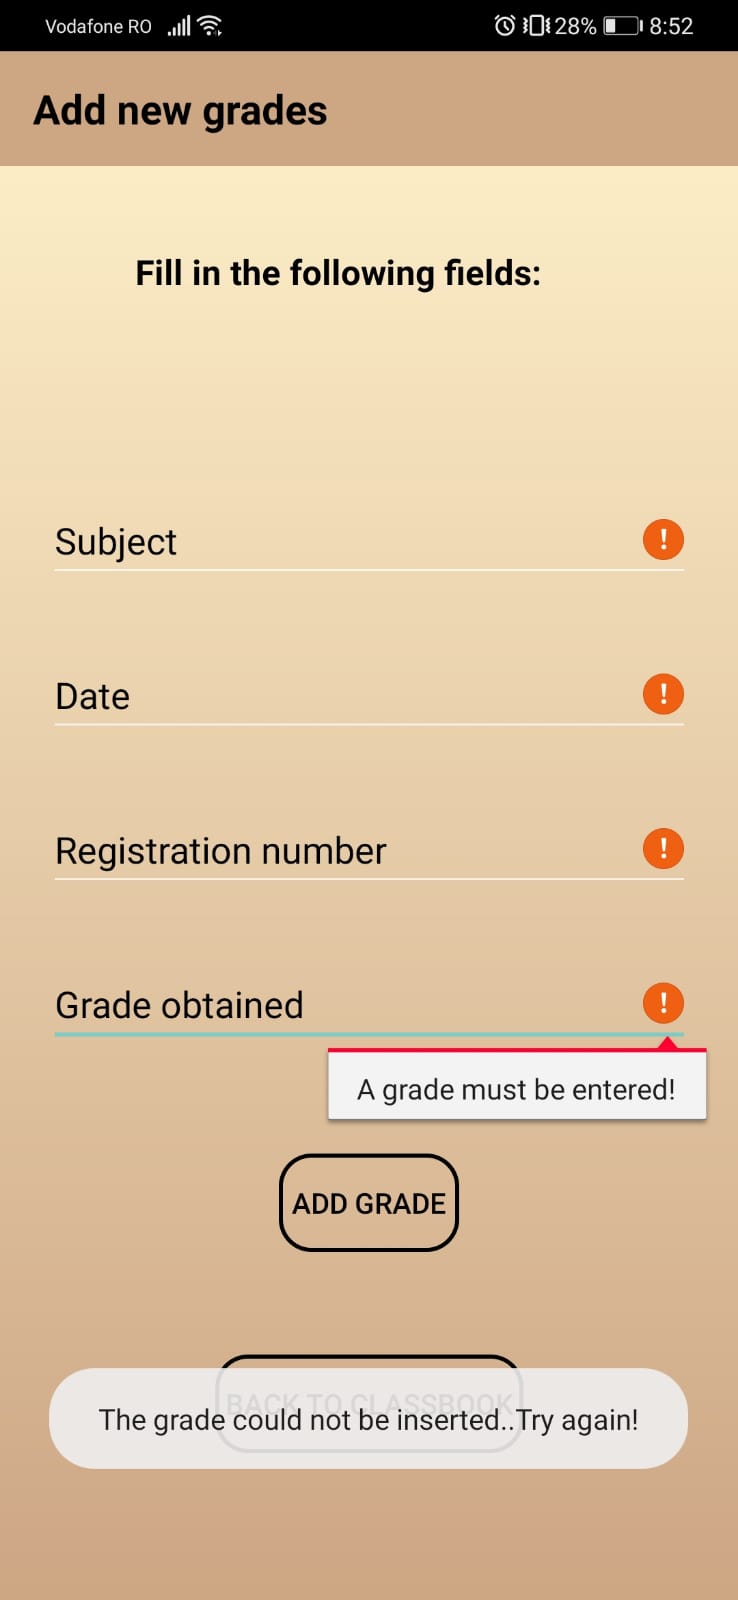 Vodafone RO 28% 8:52
Add new grades
Fill in the following fields:
Subject
Date
Registration number
Grade obtained
A grade must be entered!
ADD GRADE
BACK TO CLASSBOOK
The grade could not be inserted..Try again!